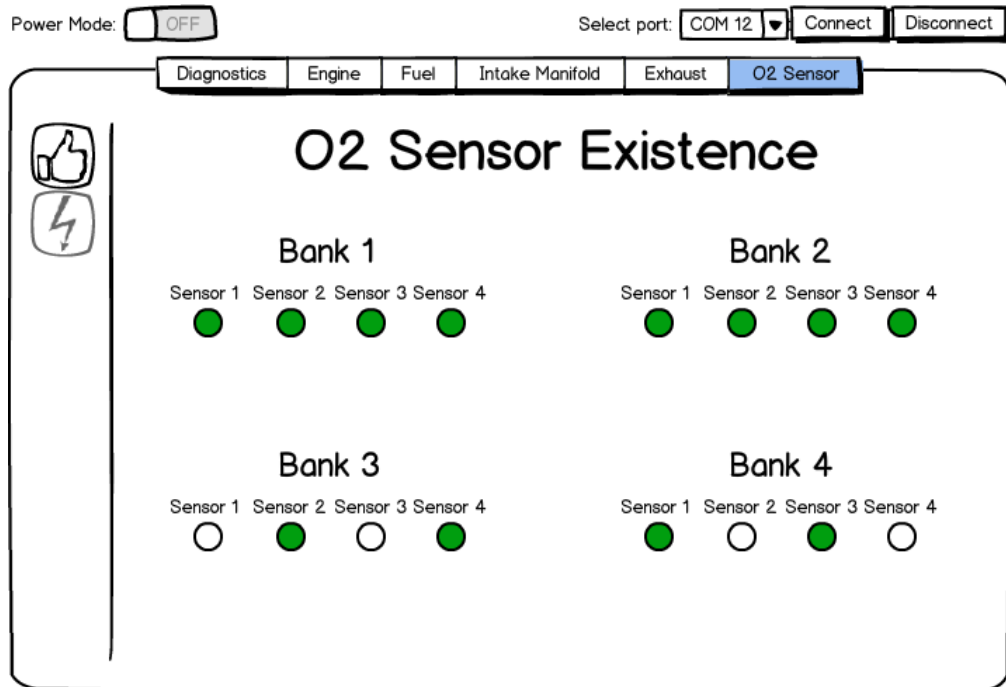 Power Mode: OFF Select port: COM 12 Connect Disconnect
Diagnostics Engine Fuel Intake Manifold Exhaust O2 Sensor
O2 Sensor Existence
Bank 1 Bank 2
Sensor 1 Sensor 2 Sensor 3 Sensor 4 Sensor 1 Sensor 2 Sensor 3 Sensor 4
Bank 3 Bank 4
Sensor 1 Sensor 2 Sensor 3 Sensor 4 Sensor 1 Sensor 2 Sensor 3 Sensor 4